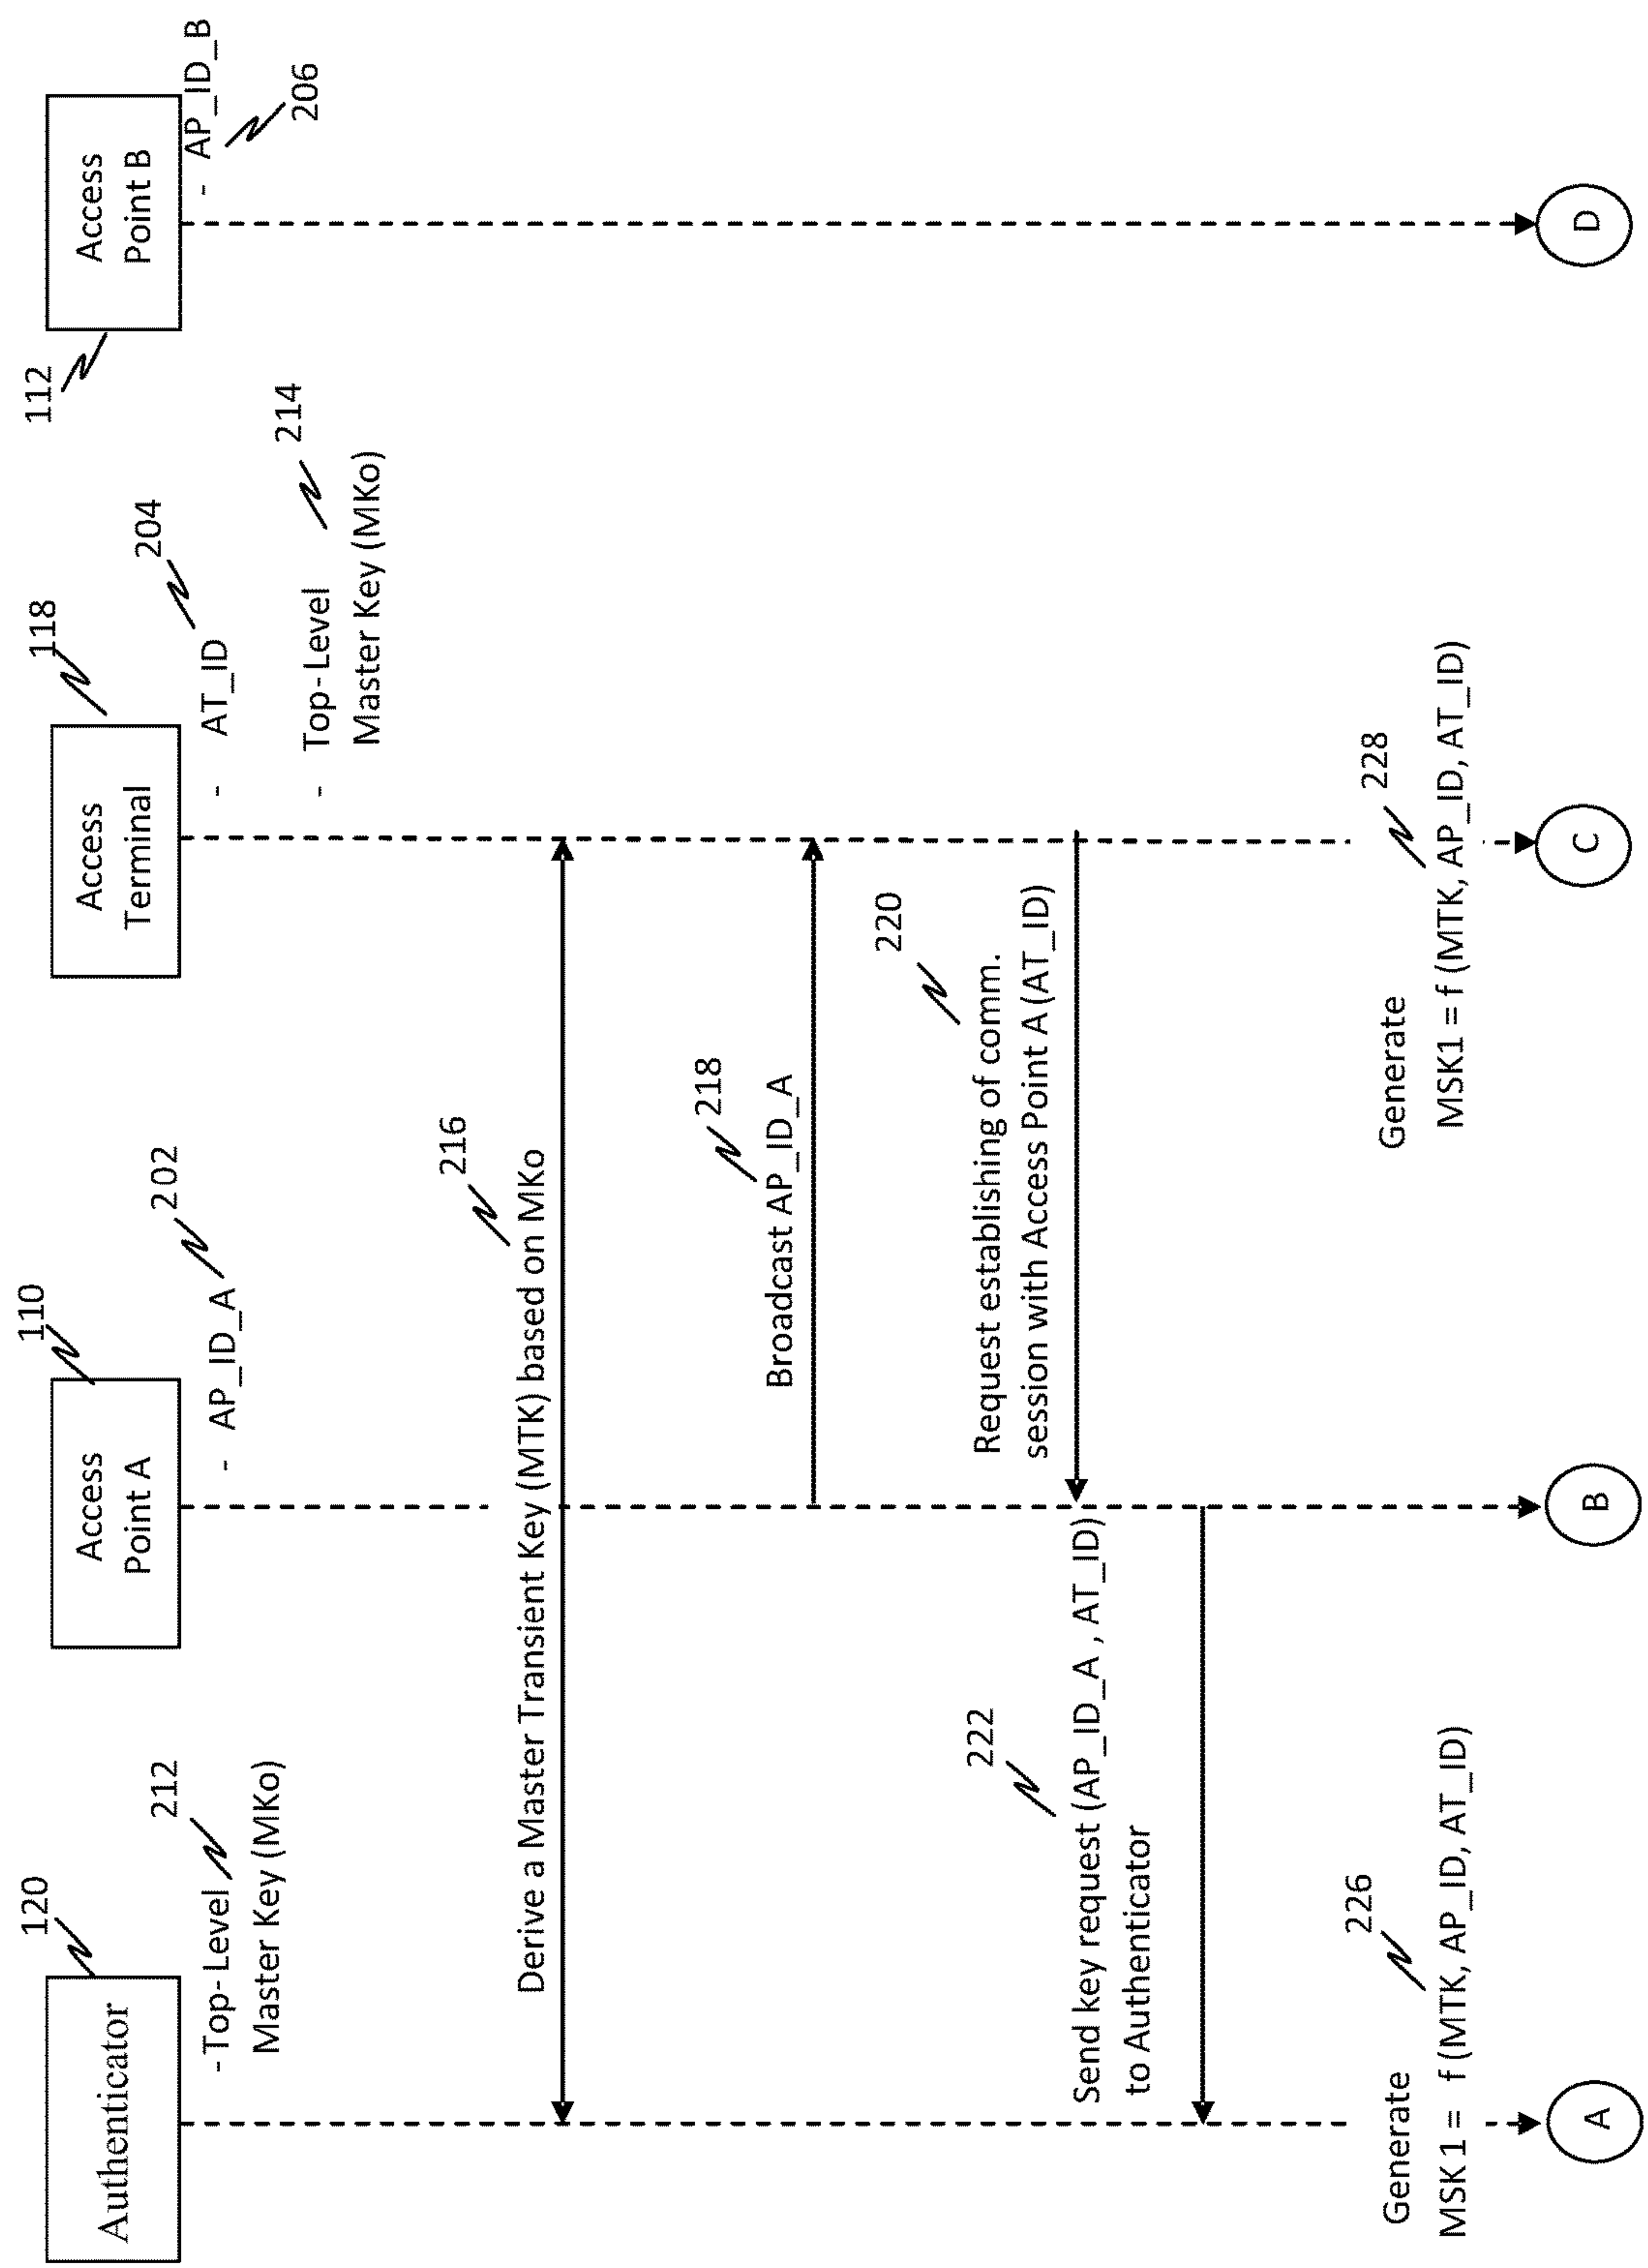 120
Authenticator
-Top-Level
Master Key (MKo)
212
110
Access
Point A
- AP_ID_A
202
118
Access
Terminal
- AT_ID
204
- Top-Level
Master Key (MKo)
214
112
Access
Point B
- AP_ID_B
206
216
Derive a Master Transient Key (MTK) based on MKo
218
Broadcast AP_ID_A
220
Request establishing of comm.
session with Access Point A (AT_ID)
222
Send key request (AP_ID_A , AT_ID)
to Authenticator
226
Generate
MSK1 = f (MTK, AP_ID, AT_ID)
228
Generate
MSK1 = f (MTK, AP_ID, AT_ID)
A
B
C
D